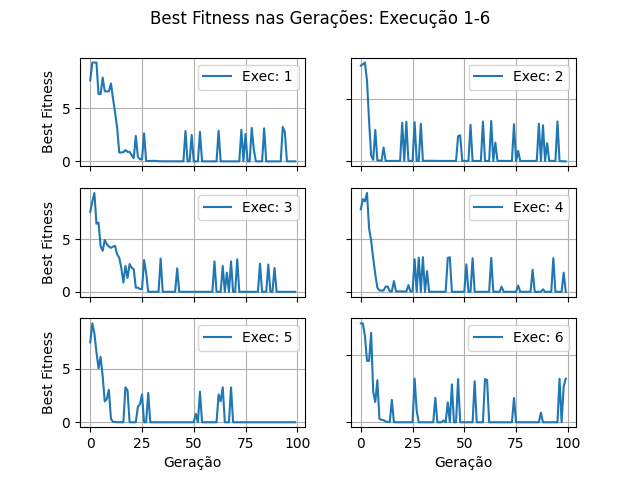 Best Fitness nas Gerações: Execução 1-6
Best Fitness
5
0
Exec: 1
Exec: 2
Best Fitness
5
0
Exec: 3
Exec: 4
Best Fitness
5
0
Exec: 5
Exec: 6
0 25 50 75 100
0 25 50 75 100
Geração
Geração